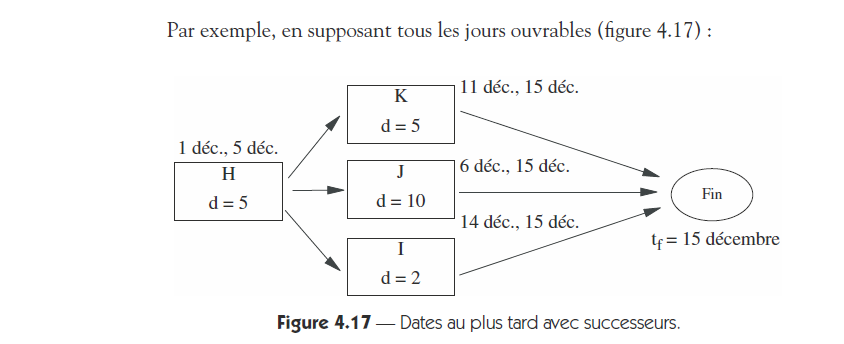 Par exemple, en supposant tous les jours ouvrables (figure 4.17) :
11 déc., 15 déc.
K
d = 5
1 déc., 5 déc.
H
d = 5
6 déc., 15 déc.
J
d = 10
Fin
14 déc., 15 déc.
I
d = 2
tf = 15 décembre
Figure 4.17 — Dates au plus tard avec successeurs.